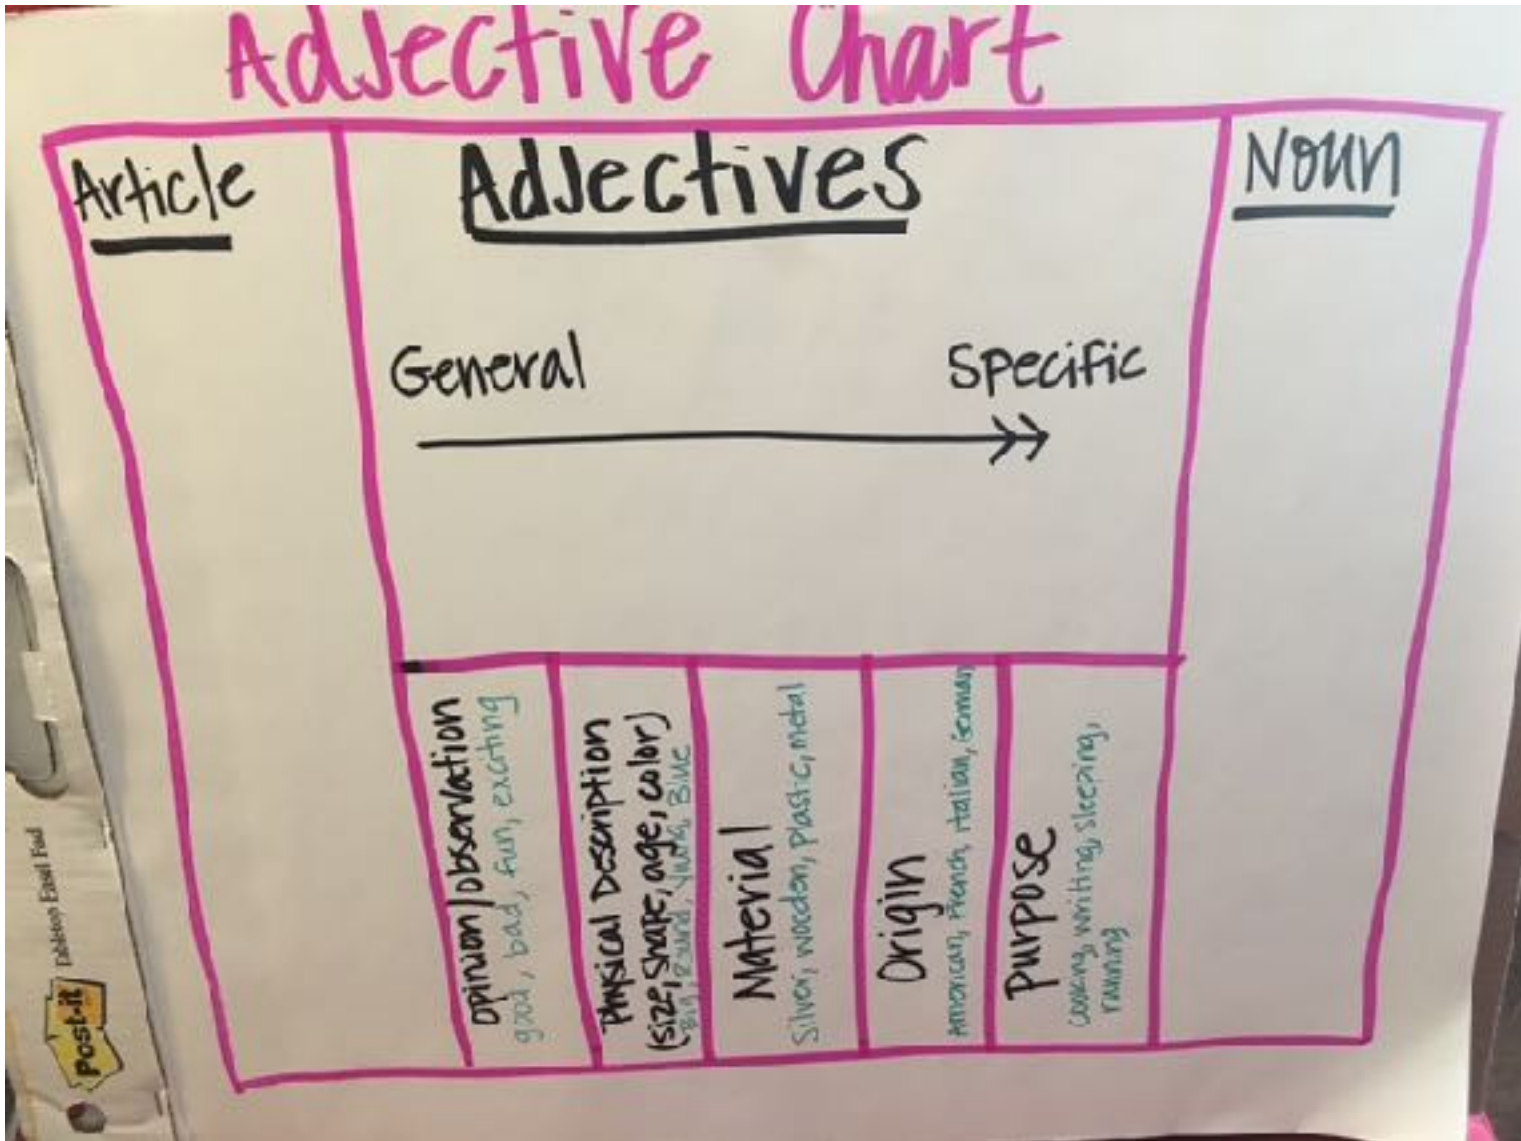 Adjective Chart
Article
Adjectives
Noun
General
Specific
opinion/observation
good, bad, fun, exciting
Physical Description
(size, shape, age, color)
Big, Round, Young, Blue
Material
Silver, wooden, plastic, metal
Origin
American, French, Italian, German
Purpose
cooking, writing, sleeping,
running
Post-it
Tabletop Easel Pad